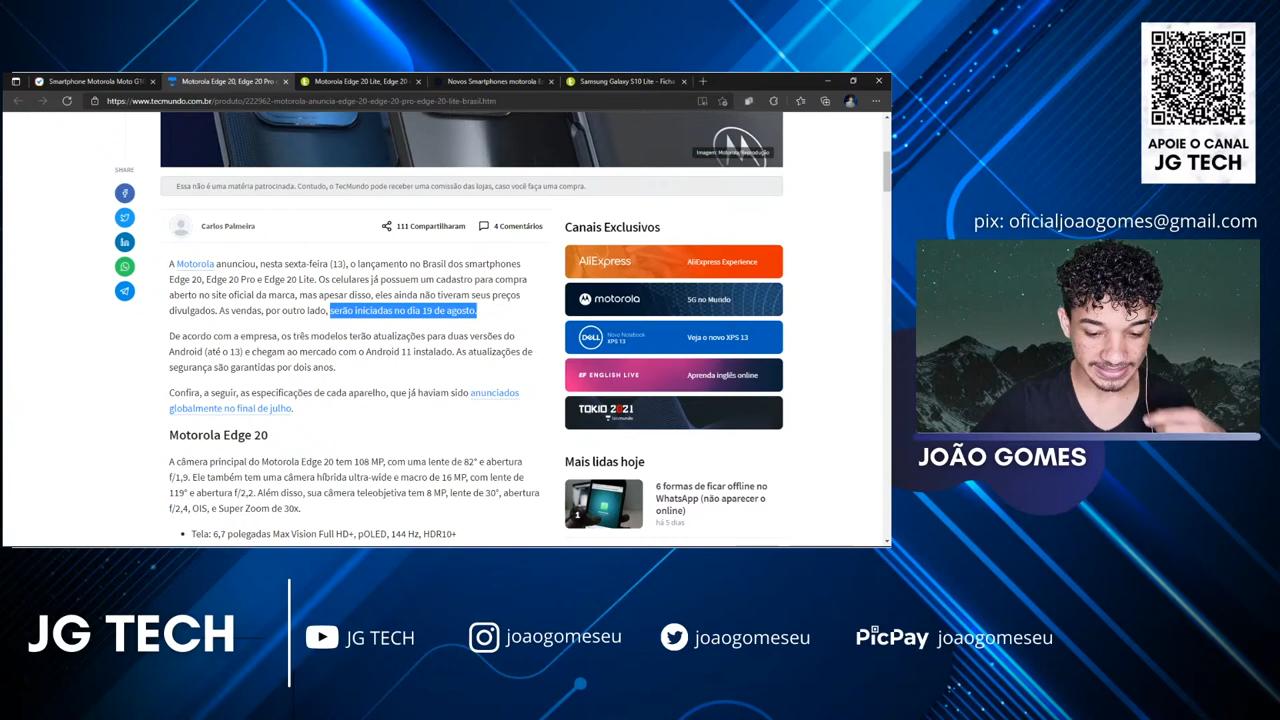 Smartphone Motorola Moto G10
Motorola Edge 20, Edge 20 Pro e
Motorola Edge 20 Lite, Edge 20
Novos Smartphones motorola E
Samsung Galaxy S10 Lite - Ficha
https://www.tecmundo.com.br/produto/222962-motorola-anuncia-edge-20-edge-20-pro-edge-20-lite-brasil.htm
Imagem: Motorola/Reprodução
SHARE
Essa não é uma matéria patrocinada. Contudo, o TecMundo pode receber uma comissão das lojas, caso você faça uma compra.
Carlos Palmeira
111 Compartilharam
4 Comentários
A Motorola anunciou, nesta sexta-feira (13), o lançamento no Brasil dos smartphones
Edge 20, Edge 20 Pro e Edge 20 Lite. Os celulares já possuem um cadastro para compra
aberto no site oficial da marca, mas apesar disso, eles ainda não tiveram seus preços
divulgados. As vendas, por outro lado, serão iniciadas no dia 19 de agosto.
De acordo com a empresa, os três modelos terão atualizações para duas versões do
Android (até o 13) e chegam ao mercado com o Android 11 instalado. As atualizações de
segurança são garantidas por dois anos.
Confira, a seguir, as especificações de cada aparelho, que já haviam sido anunciados
globalmente no final de julho.
Motorola Edge 20
A câmera principal do Motorola Edge 20 tem 108 MP, com uma lente de 82° e abertura
f/1,9. Ele também tem uma câmera híbrida ultra-wide e macro de 16 MP, com lente de
119° e abertura f/2,2. Além disso, sua câmera teleobjetiva tem 8 MP, lente de 30°, abertura
f/2,4, OIS, e Super Zoom de 30x.
• Tela: 6,7 polegadas Max Vision Full HD+, pOLED, 144 Hz, HDR10+
Canais Exclusivos
AliExpress AliExpress Experience
motorola 5G no Mundo
DELL Novo Notebook XPS 13 Veja o novo XPS 13
EF ENGLISH LIVE Aprenda inglês online
TOKIO 2021
Mais lidas hoje
1
6 formas de ficar offline no
WhatsApp (não aparecer o
online)
há 5 dias
APOIE O CANAL
JG TECH
pix: oficialjoaogomes@gmail.com
JOÃO GOMES
JG TECH
JG TECH
joaogomeseu
joaogomeseu
PicPay joaogomeseu